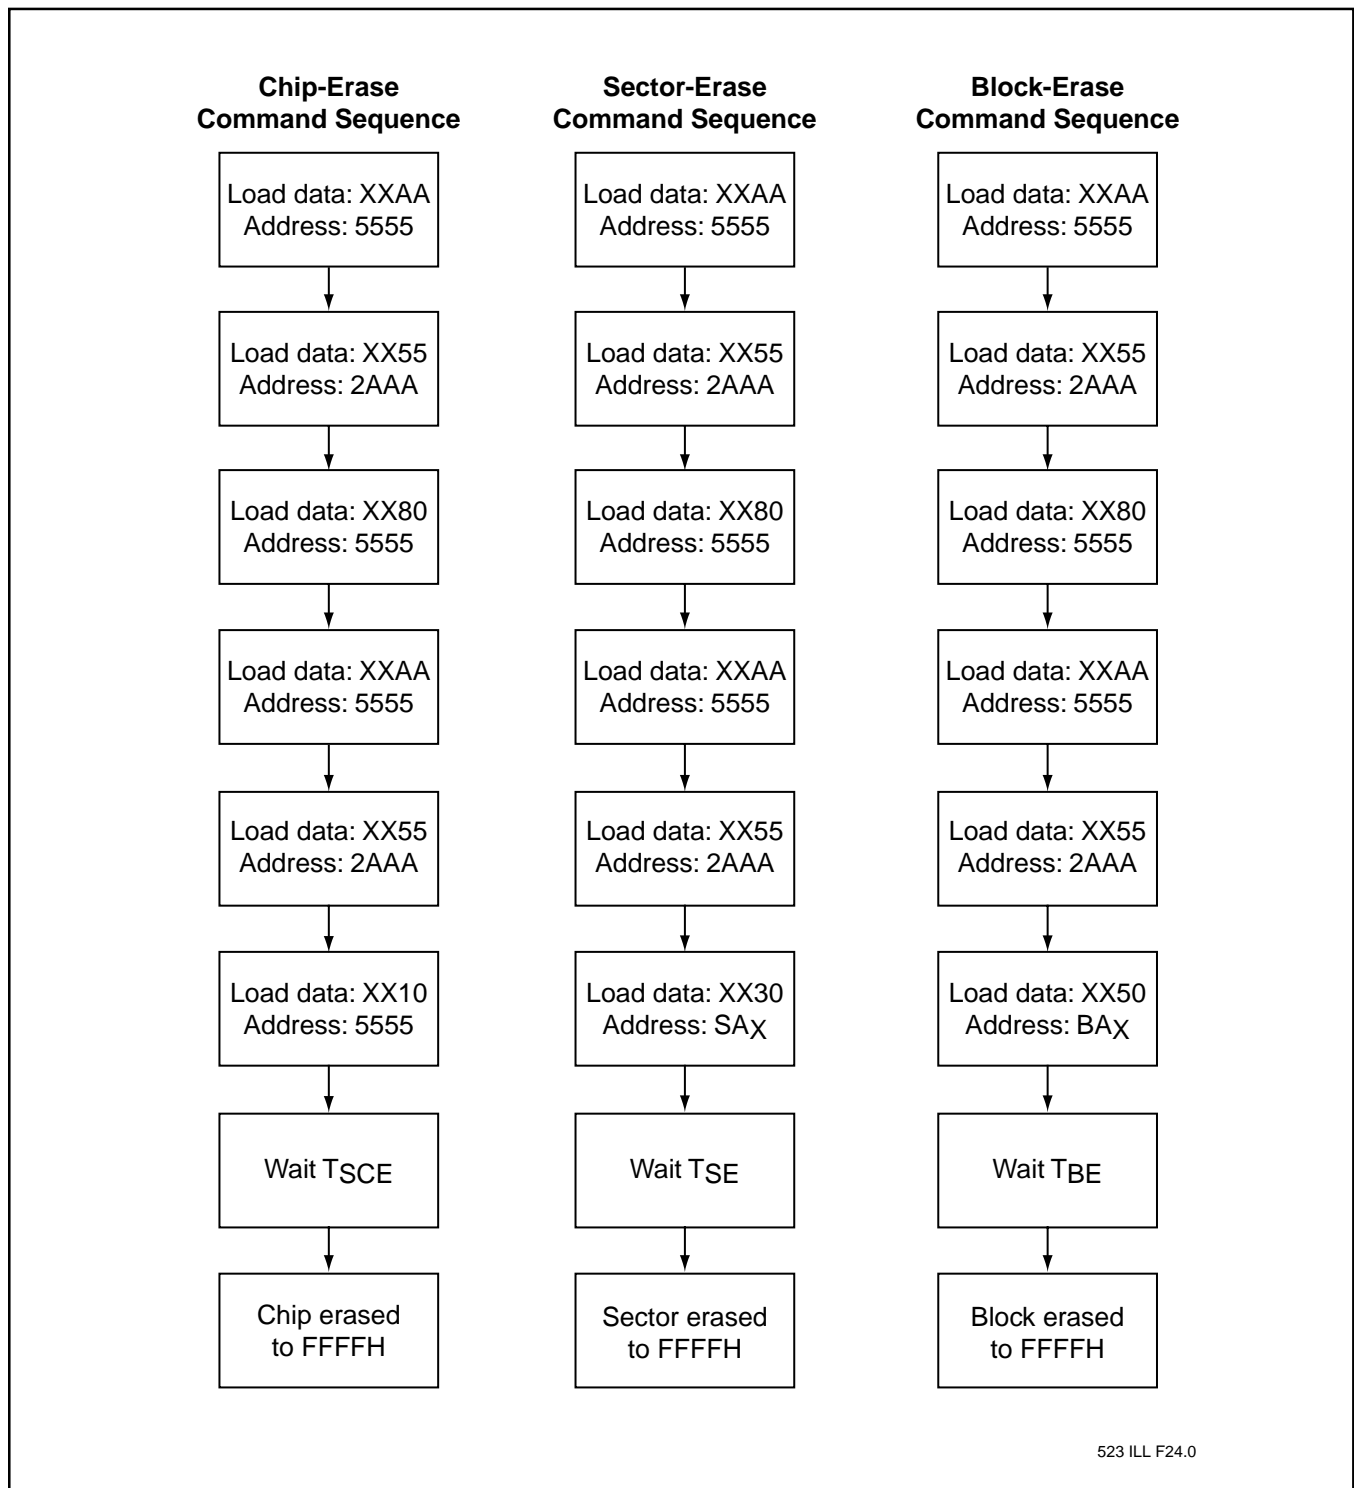 Chip-Erase
Command Sequence
Load data: XXAA
Address: 5555
Load data: XX55
Address: 2AAA
Load data: XX80
Address: 5555
Load data: XXAA
Address: 5555
Load data: XX55
Address: 2AAA
Load data: XX10
Address: 5555
Wait TSCE
Chip erased
to FFFFH
Sector-Erase
Command Sequence
Load data: XXAA
Address: 5555
Load data: XX55
Address: 2AAA
Load data: XX80
Address: 5555
Load data: XXAA
Address: 5555
Load data: XX55
Address: 2AAA
Load data: XX30
Address: SAX
Wait TSE
Sector erased
to FFFFH
Block-Erase
Command Sequence
Load data: XXAA
Address: 5555
Load data: XX55
Address: 2AAA
Load data: XX80
Address: 5555
Load data: XXAA
Address: 5555
Load data: XX55
Address: 2AAA
Load data: XX50
Address: BAX
Wait TBE
Block erased
to FFFFH
523 ILL F24.0